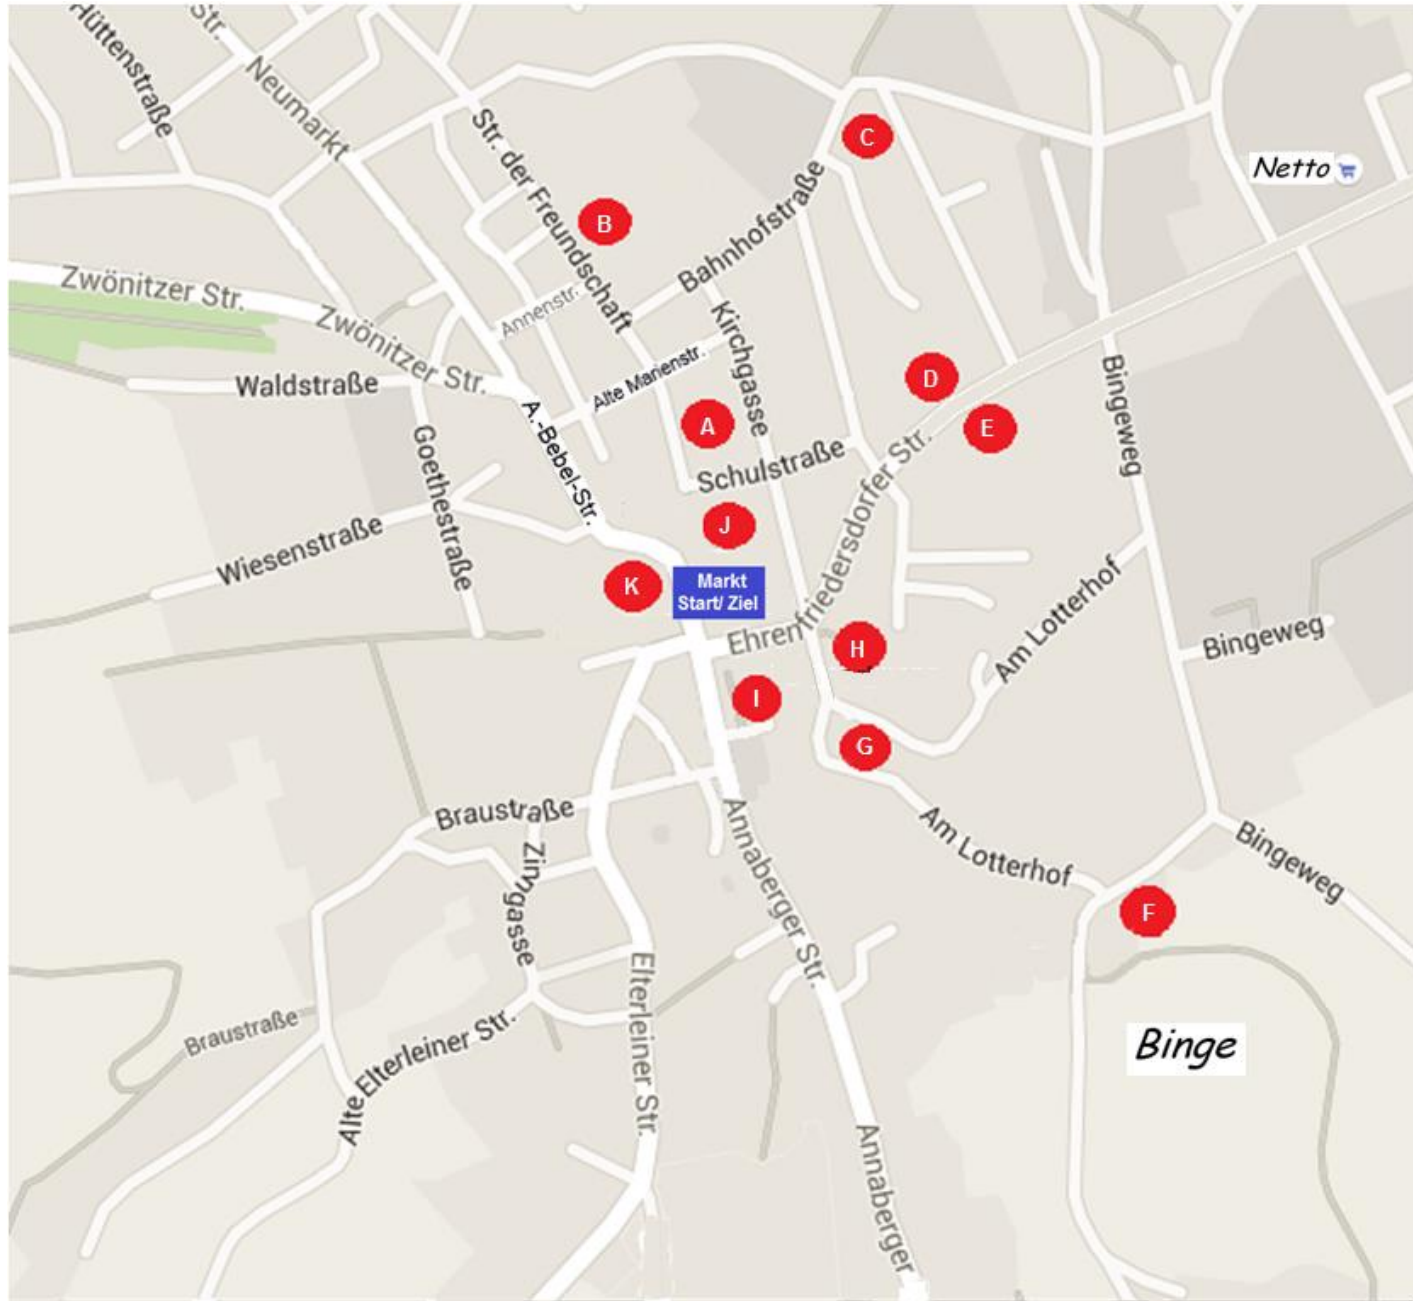 Hüttenstraße
Str.
Neumarkt
Str. der Freundschaft
C
Netto
B
Bahnhofstraße
Zwönitzer Str.
Zwönitzer Str.
Annenstr.
Kirchgasse
Waldstraße
Alte Marienstr.
D
Bingeweg
A.-Bebel-Str.
A
E
Goethestraße
Schulstraße
Ehrenfriedersdorfer Str.
Wiesenstraße
J
K
Markt
Start/ Ziel
Am Lotterhof
Bingeweg
H
I
G
Braustraße
Zinngasse
Annaberger Str.
Am Lotterhof
Bingeweg
F
Elterleiner Str.
Braustraße
Alte Elterleiner Str.
Binge
Annaberger